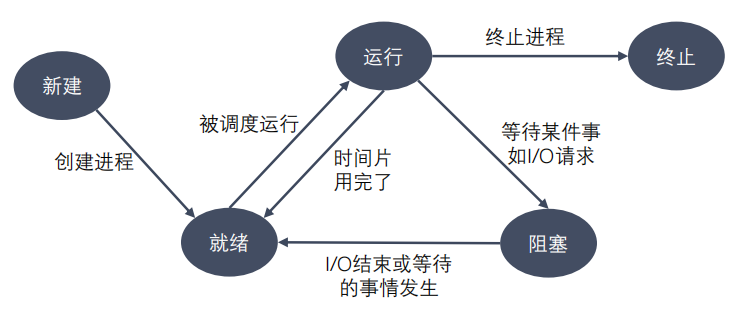 运行
终止进程
终止
新建
被调度运行
等待某件事
如I/O请求
创建进程
时间片
用完了
就绪
阻塞
I/O结束或等待
的事情发生